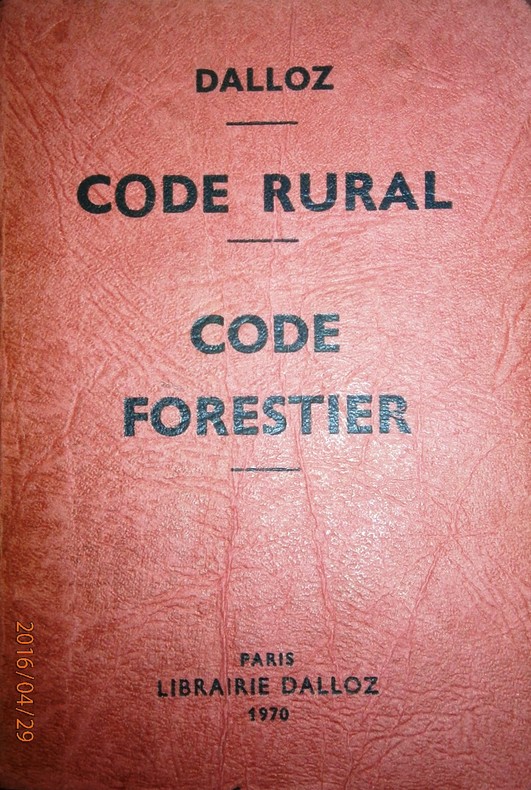 DALLOZ
CODE RURAL
CODE
FORESTIER
PARIS
LIBRAIRIE DALLOZ
1970
2016/04/29